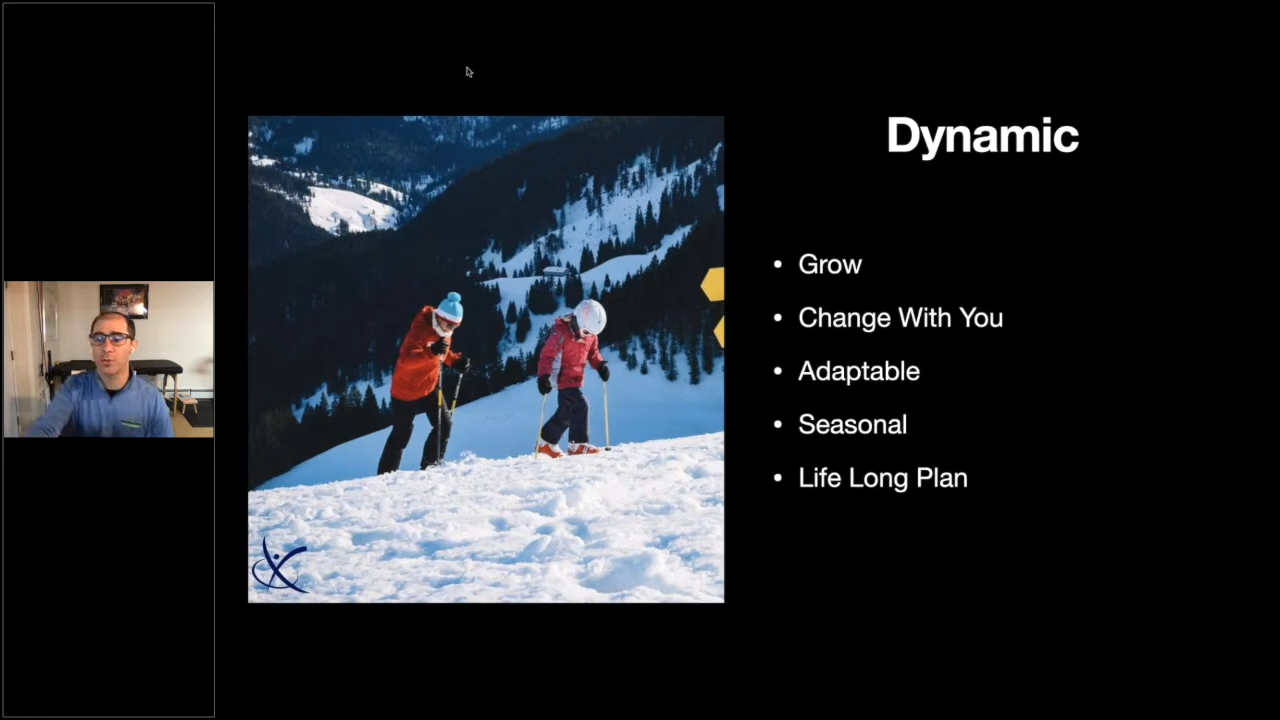 Dynamic
• Grow
• Change With You
• Adaptable
• Seasonal
• Life Long Plan